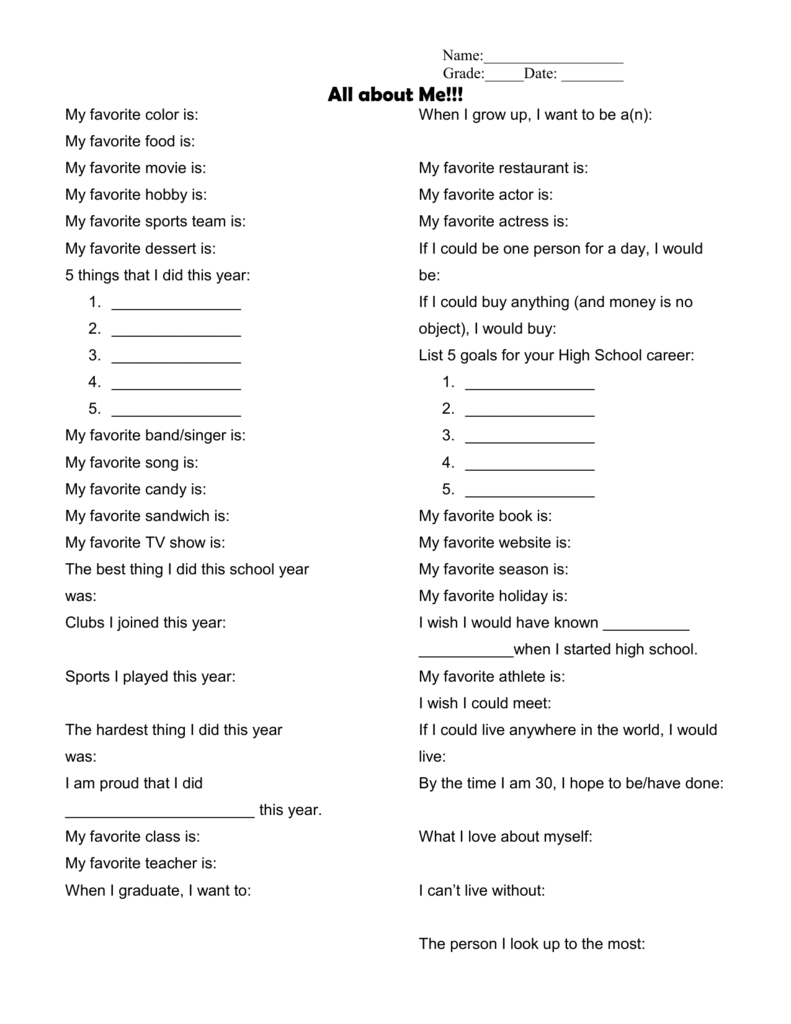 Name:__________________
Grade:_____Date: ________
All about Me!!!
My favorite color is:
My favorite food is:
My favorite movie is:
My favorite hobby is:
My favorite sports team is:
My favorite dessert is:
5 things that I did this year:
1. _______________
2. _______________
3. _______________
4. _______________
5. _______________
My favorite band/singer is:
My favorite song is:
My favorite candy is:
My favorite sandwich is:
My favorite TV show is:
The best thing I did this school year
was:
Clubs I joined this year:
Sports I played this year:
The hardest thing I did this year
was:
I am proud that I did
______________________ this year.
My favorite class is:
My favorite teacher is:
When I graduate, I want to:
When I grow up, I want to be a(n):
My favorite restaurant is:
My favorite actor is:
My favorite actress is:
If I could be one person for a day, I would
be:
If I could buy anything (and money is no
object), I would buy:
List 5 goals for your High School career:
1. _______________
2. _______________
3. _______________
4. _______________
5. _______________
My favorite book is:
My favorite website is:
My favorite season is:
My favorite holiday is:
I wish I would have known __________
___________when I started high school.
My favorite athlete is:
I wish I could meet:
If I could live anywhere in the world, I would
live:
By the time I am 30, I hope to be/have done:
What I love about myself:
I can’t live without:
The person I look up to the most: